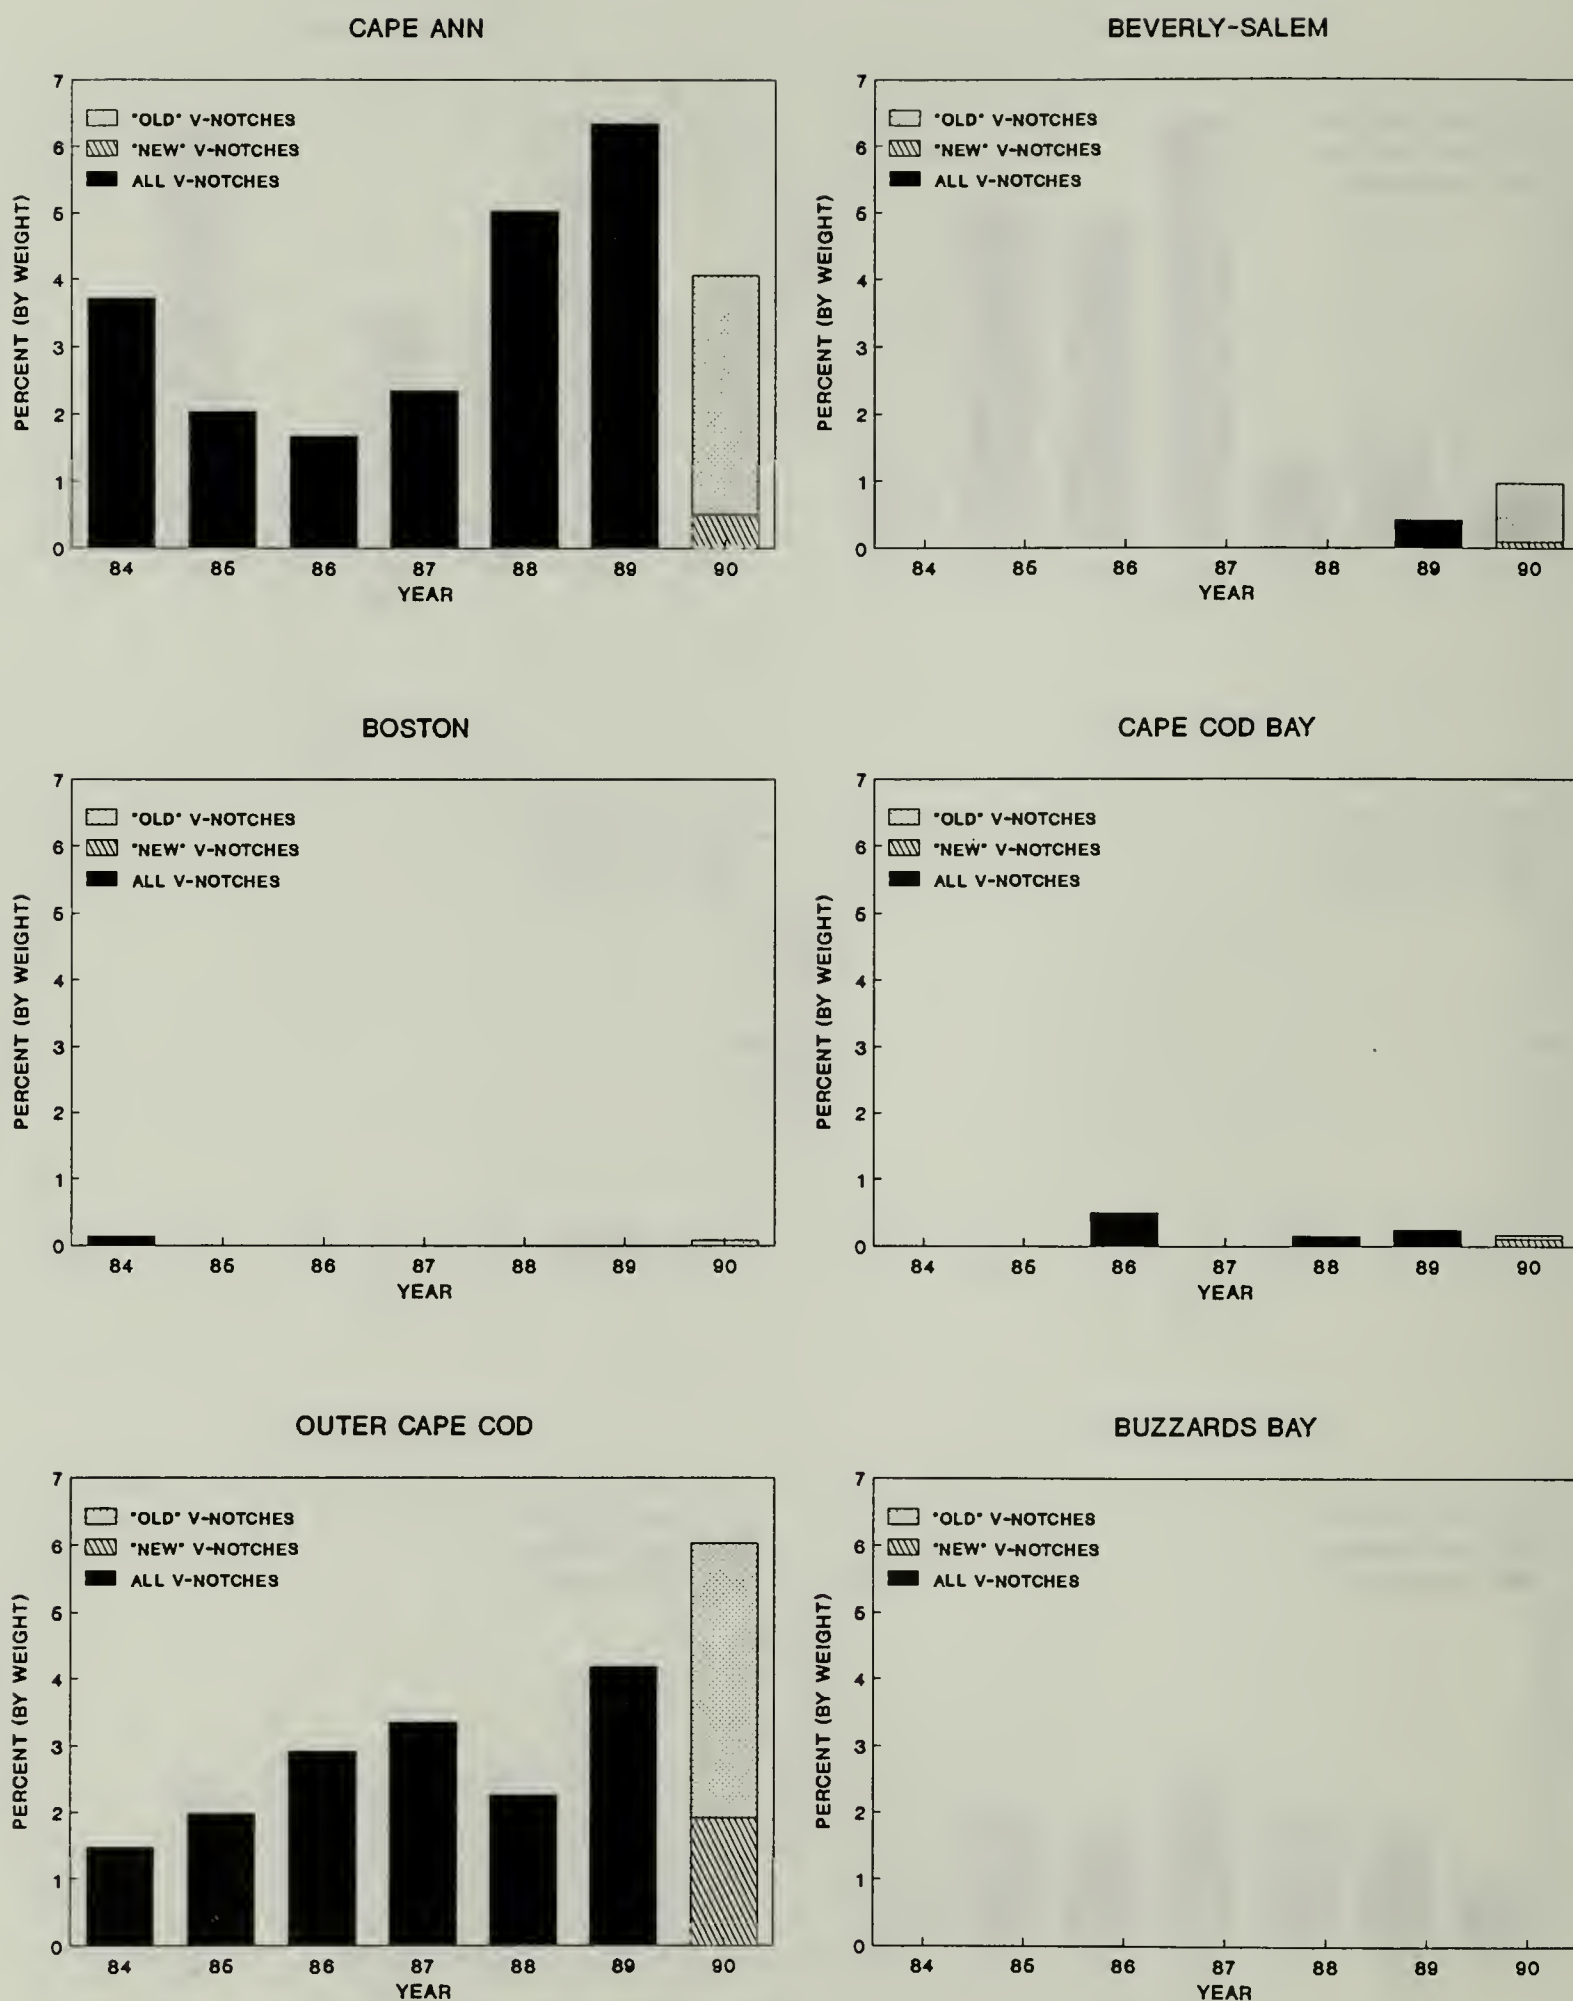 CAPE ANN
7
6
5
4
3
2
1
0
PERCENT (BY WEIGHT)
"OLD" V-NOTCHES
"NEW" V-NOTCHES
ALL V-NOTCHES
84 85 86 87 88 89 90
YEAR
BEVERLY-SALEM
7
6
5
4
3
2
1
0
PERCENT (BY WEIGHT)
"OLD" V-NOTCHES
"NEW" V-NOTCHES
ALL V-NOTCHES
84 85 86 87 88 89 90
YEAR
BOSTON
7
6
5
4
3
2
1
0
PERCENT (BY WEIGHT)
"OLD" V-NOTCHES
"NEW" V-NOTCHES
ALL V-NOTCHES
84 85 86 87 88 89 90
YEAR
CAPE COD BAY
7
6
5
4
3
2
1
0
PERCENT (BY WEIGHT)
"OLD" V-NOTCHES
"NEW" V-NOTCHES
ALL V-NOTCHES
84 85 86 87 88 89 90
YEAR
OUTER CAPE COD
7
6
5
4
3
2
1
0
PERCENT (BY WEIGHT)
"OLD" V-NOTCHES
"NEW" V-NOTCHES
ALL V-NOTCHES
84 85 86 87 88 89 90
YEAR
BUZZARDS BAY
7
6
5
4
3
2
1
0
PERCENT (BY WEIGHT)
"OLD" V-NOTCHES
"NEW" V-NOTCHES
ALL V-NOTCHES
84 85 86 87 88 89 90
YEAR